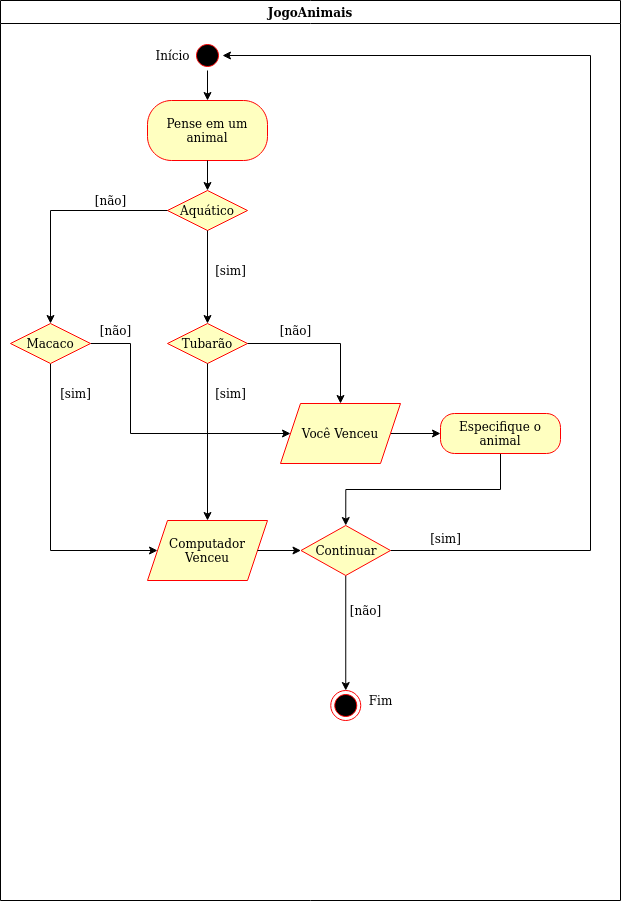 JogoAnimais
Início
Pense em um
animal
[não]
Aquático
[sim]
[não]
[não]
Macaco
Tubarão
[sim]
[sim]
Você Venceu
Especifique o
animal
Computador
Venceu
Continuar
[sim]
[não]
Fim